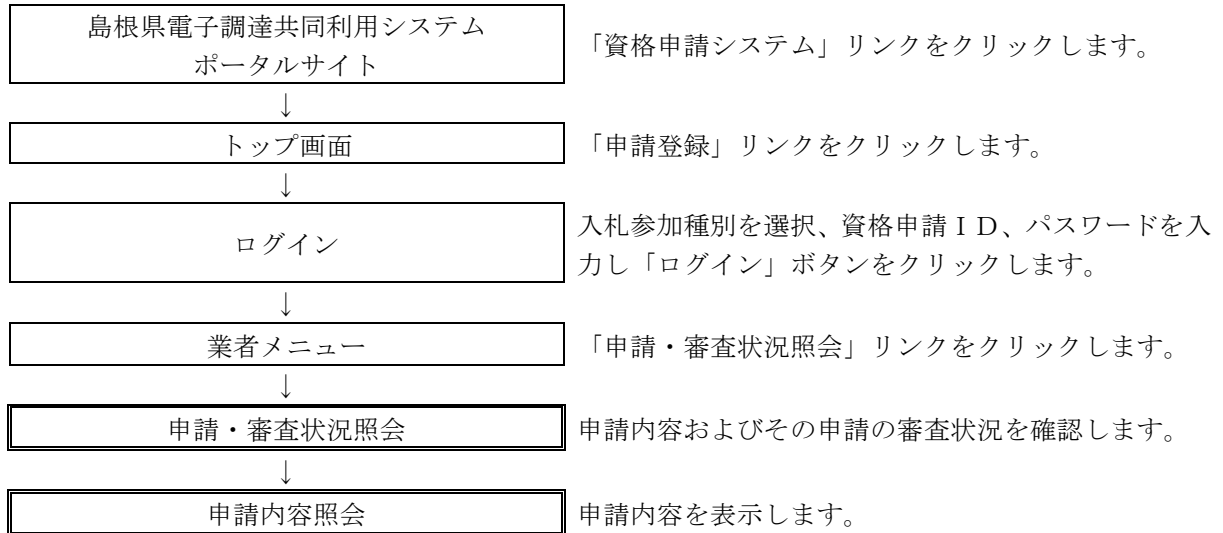 島根県電子調達共同利用システム
ポータルサイト
「資格申請システム」リンクをクリックします。
↓
トップ画面
「申請登録」リンクをクリックします。
↓
ログイン
入札参加種別を選択、資格申請ＩＤ、パスワードを入
力し「ログイン」ボタンをクリックします。
↓
業者メニュー
「申請・審査状況照会」リンクをクリックします。
↓
申請・審査状況照会
申請内容およびその申請の審査状況を確認します。
↓
申請内容照会
申請内容を表示します。